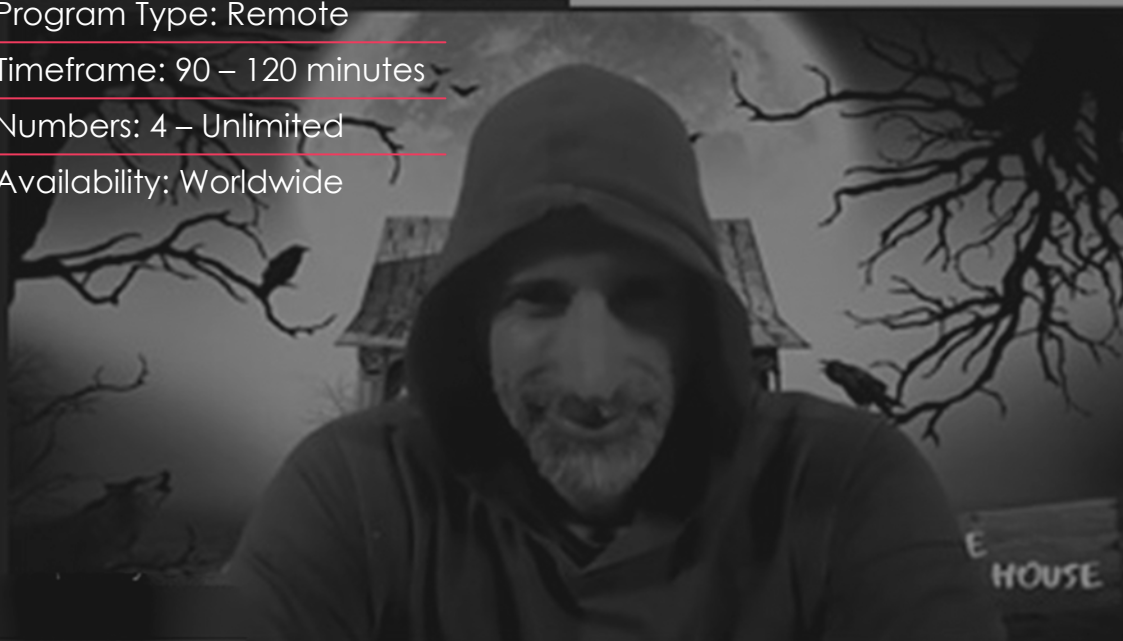 Program Type: Remote
Timeframe: 90 – 120 minutes
Numbers: 4 – Unlimited
Availability: Worldwide
E
HOUSE